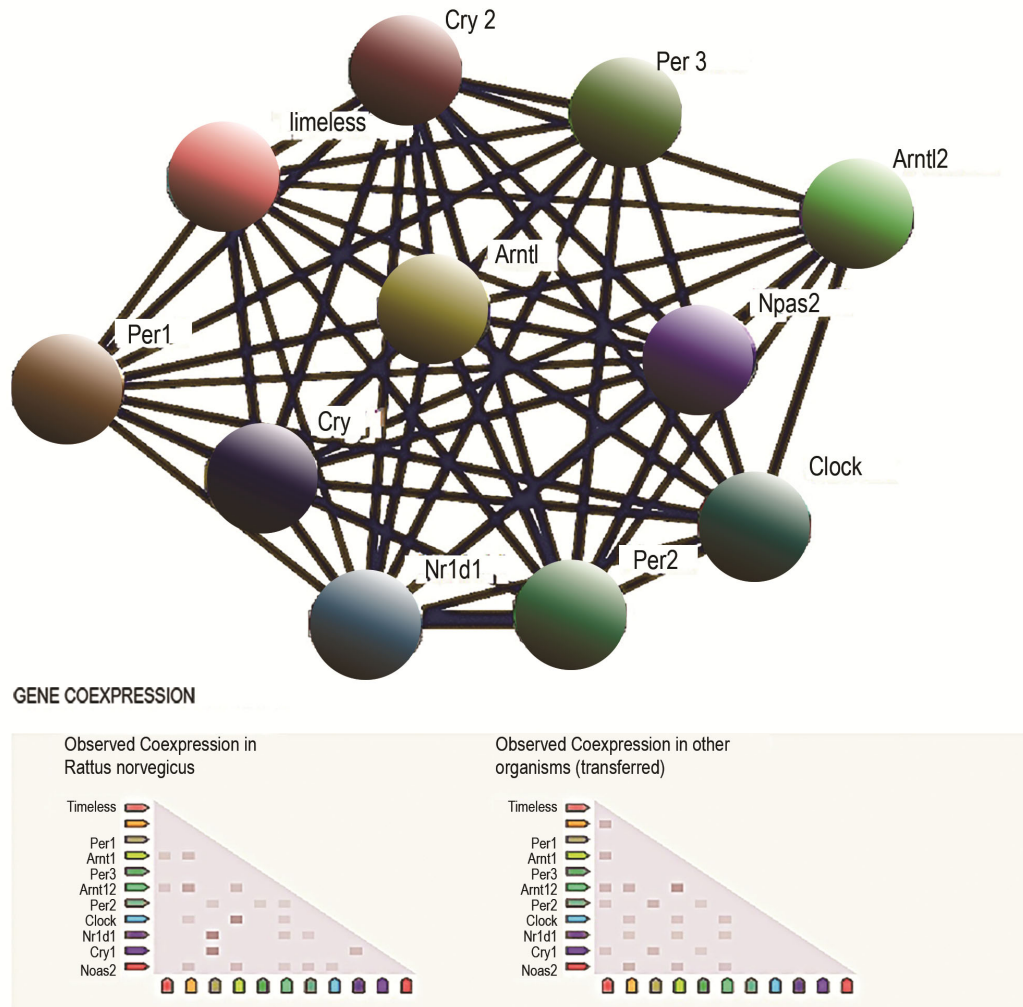 Cry 2
Per 3
limeless
Arntl2
Arntl
Npas2
Per1
Cry 1
Clock
Nr1d1
Per2
GENE COEXPRESSION
Observed Coexpression in
Rattus norvegicus
Timeless
Per1
Arnt1
Per3
Arnt12
Per2
Clock
Nr1d1
Cry1
Noas2
Observed Coexpression in other
organisms (transferred)
Timeless
Per1
Arnt1
Per3
Arnt12
Per2
Clock
Nr1d1
Cry1
Noas2